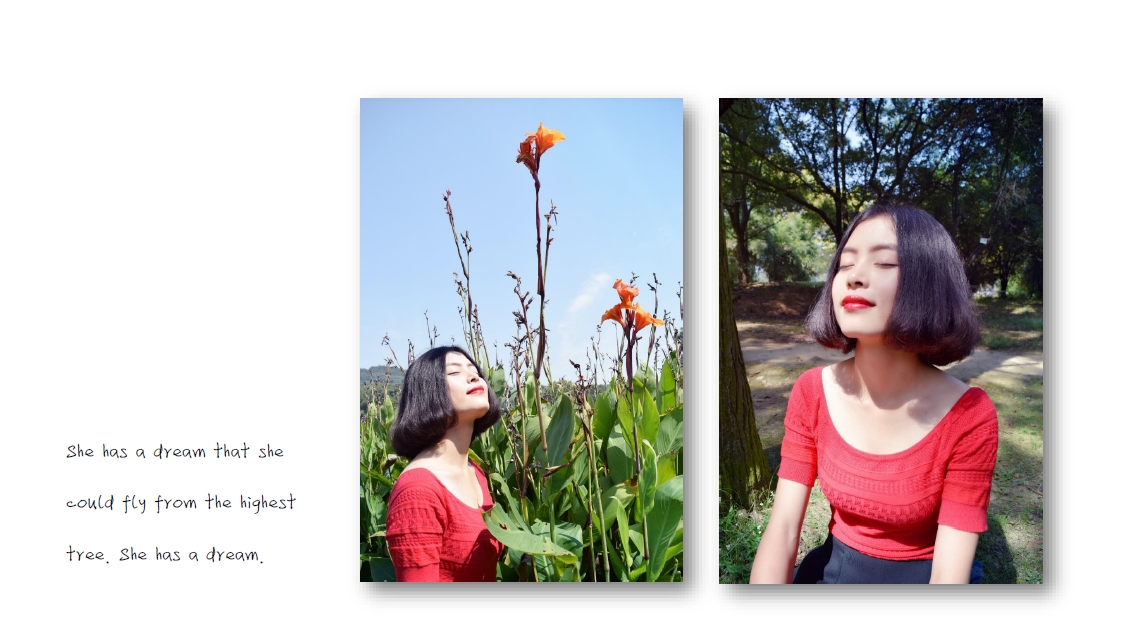 She has a dream that she
could fly from the highest
tree. She has a dream.